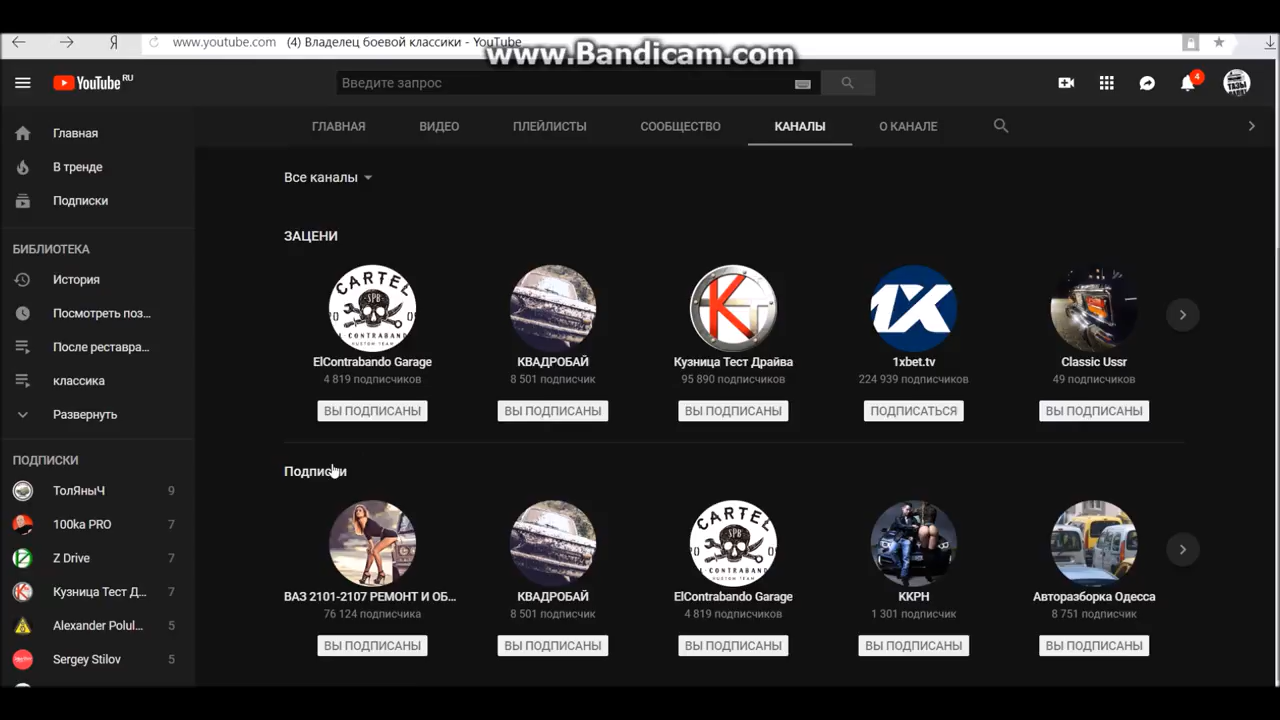 www.youtube.com (4) Владелец боевой классики - YouTube
www.Bandicam.com
YouTube RU
Введите запрос
4
ГЛАВНАЯ ВИДЕО ПЛЕЙЛИСТЫ СООБЩЕСТВО КАНАЛЫ О КАНАЛЕ
Главная
В тренде
Подписки
БИБЛИОТЕКА
История
Посмотреть поз...
После реставра...
классика
Развернуть
ПОДПИСКИ
ТолЯныЧ 9
100ka PRO 7
Z Drive 7
Кузница Тест Д... 7
Alexander Polul... 5
Sergey Stilov 5
Все каналы
ЗАЦЕНИ
CARTEL
SPB
KT
1X
ElContrabando Garage КВАДРОБАЙ Кузница Тест Драйва 1xbet.tv Classic Ussr
4 819 подписчиков 8 501 подписчик 95 890 подписчиков 224 939 подписчиков 49 подписчиков
ВЫ ПОДПИСАНЫ ВЫ ПОДПИСАНЫ ВЫ ПОДПИСАНЫ ПОДПИСАТЬСЯ ВЫ ПОДПИСАНЫ
Подписки
CARTEL
SPB
ВАЗ 2101-2107 РЕМОНТ И ОБ... КВАДРОБАЙ ElContrabando Garage ККРН Авторазборка Одесса
76 124 подписчика 8 501 подписчик 4 819 подписчиков 1 301 подписчик 8 751 подписчик
ВЫ ПОДПИСАНЫ ВЫ ПОДПИСАНЫ ВЫ ПОДПИСАНЫ ВЫ ПОДПИСАНЫ ВЫ ПОДПИСАНЫ